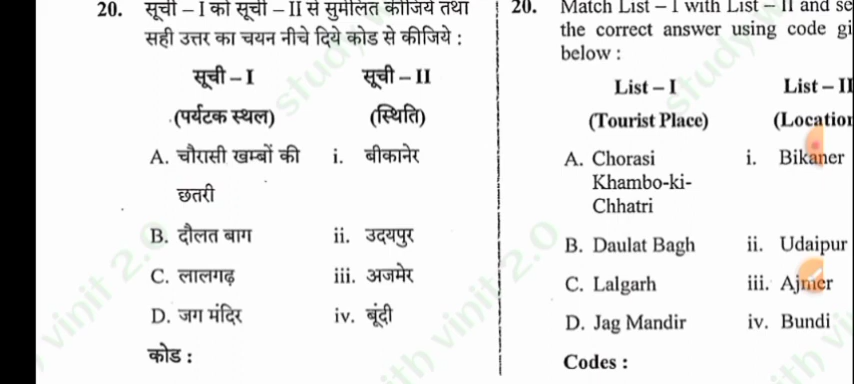 20. सूची – I को सूची – II से सुमेलित कीजिये तथा
सही उत्तर का चयन नीचे दिये कोड से कीजिये :
सूची – I सूची – II
(पर्यटक स्थल) (स्थिति)
A. चौरासी खम्बों की i. बीकानेर
छतरी
B. दौलत बाग ii. उदयपुर
C. लालगढ़ iii. अजमेर
D. जग मंदिर iv. बूंदी
कोड :
20. Match List – I with List – II and se
the correct answer using code gi
below :
List – I List – II
(Tourist Place) (Location
A. Chorasi i. Bikaner
Khambo-ki-
Chhatri
B. Daulat Bagh ii. Udaipur
C. Lalgarh iii. Ajmer
D. Jag Mandir iv. Bundi
Codes :